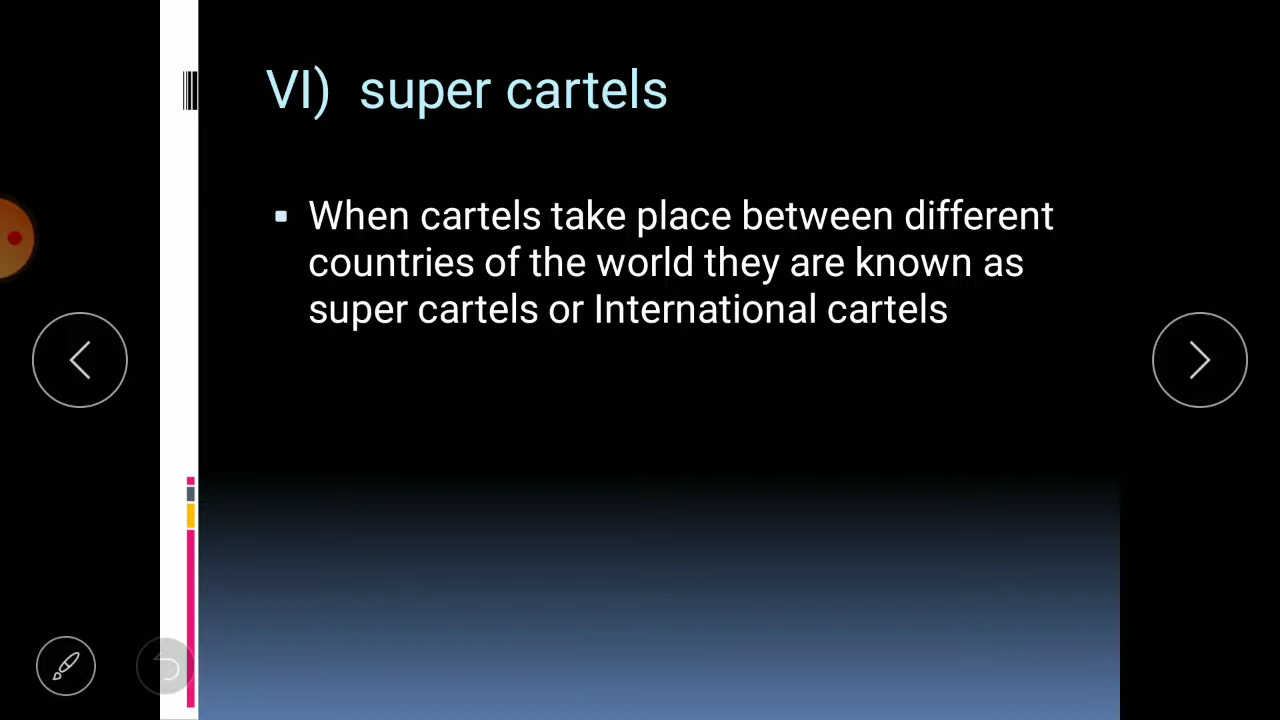 VI) super cartels
When cartels take place between different
countries of the world they are known as
super cartels or International cartels